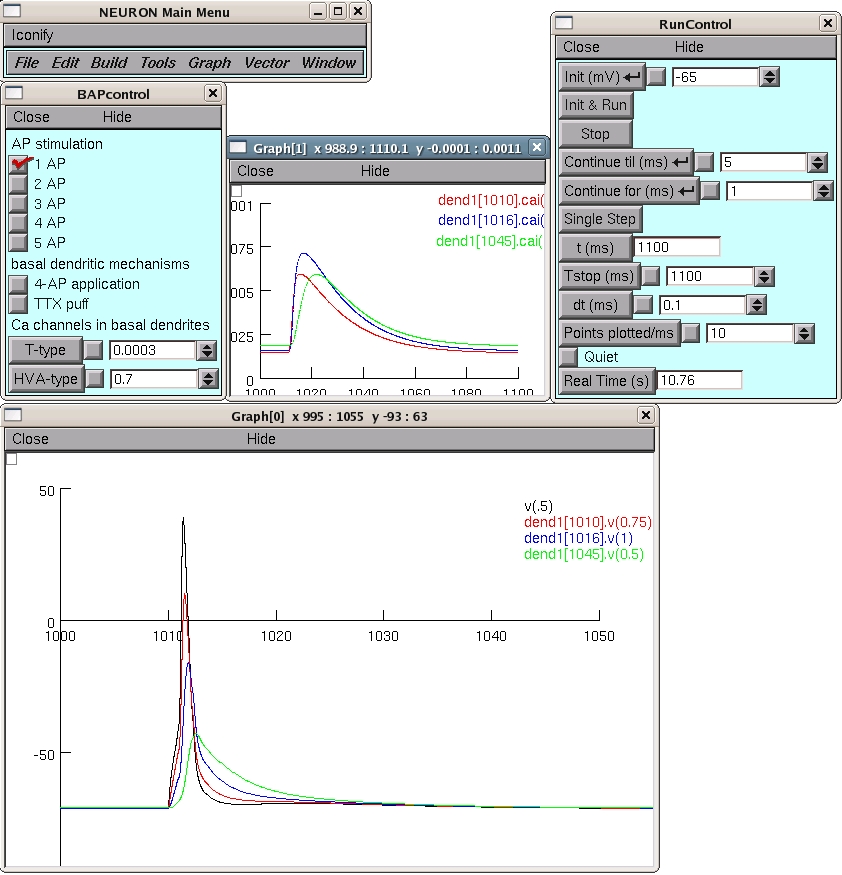 NEURON Main Menu
Iconify
File Edit Build Tools Graph Vector Window
BAPcontrol
Close Hide
AP stimulation
1 AP
2 AP
3 AP
4 AP
5 AP
basal dendritic mechanisms
4-AP application
TTX puff
Ca channels in basal dendrites
T-type 0.0003
HVA-type 0.7
Graph[1] x 988.9 : 1110.1 y -0.0001 : 0.0011
Close Hide
001
075
005
025
0
1000 1020 1040 1060 1080 1100
dend1[1010].cai(
dend1[1016].cai(
dend1[1045].cai(
RunControl
Close Hide
Init (mV) -65
Init & Run
Stop
Continue til (ms) 5
Continue for (ms) 1
Single Step
t (ms) 1100
Tstop (ms) 1100
dt (ms) 0.1
Points plotted/ms 10
Quiet
Real Time (s) 10.76
Graph[0] x 995 : 1055 y -93 : 63
Close Hide
50
0
-50
1000 1010 1020 1030 1040 1050
v(.5)
dend1[1010].v(0.75)
dend1[1016].v(1)
dend1[1045].v(0.5)